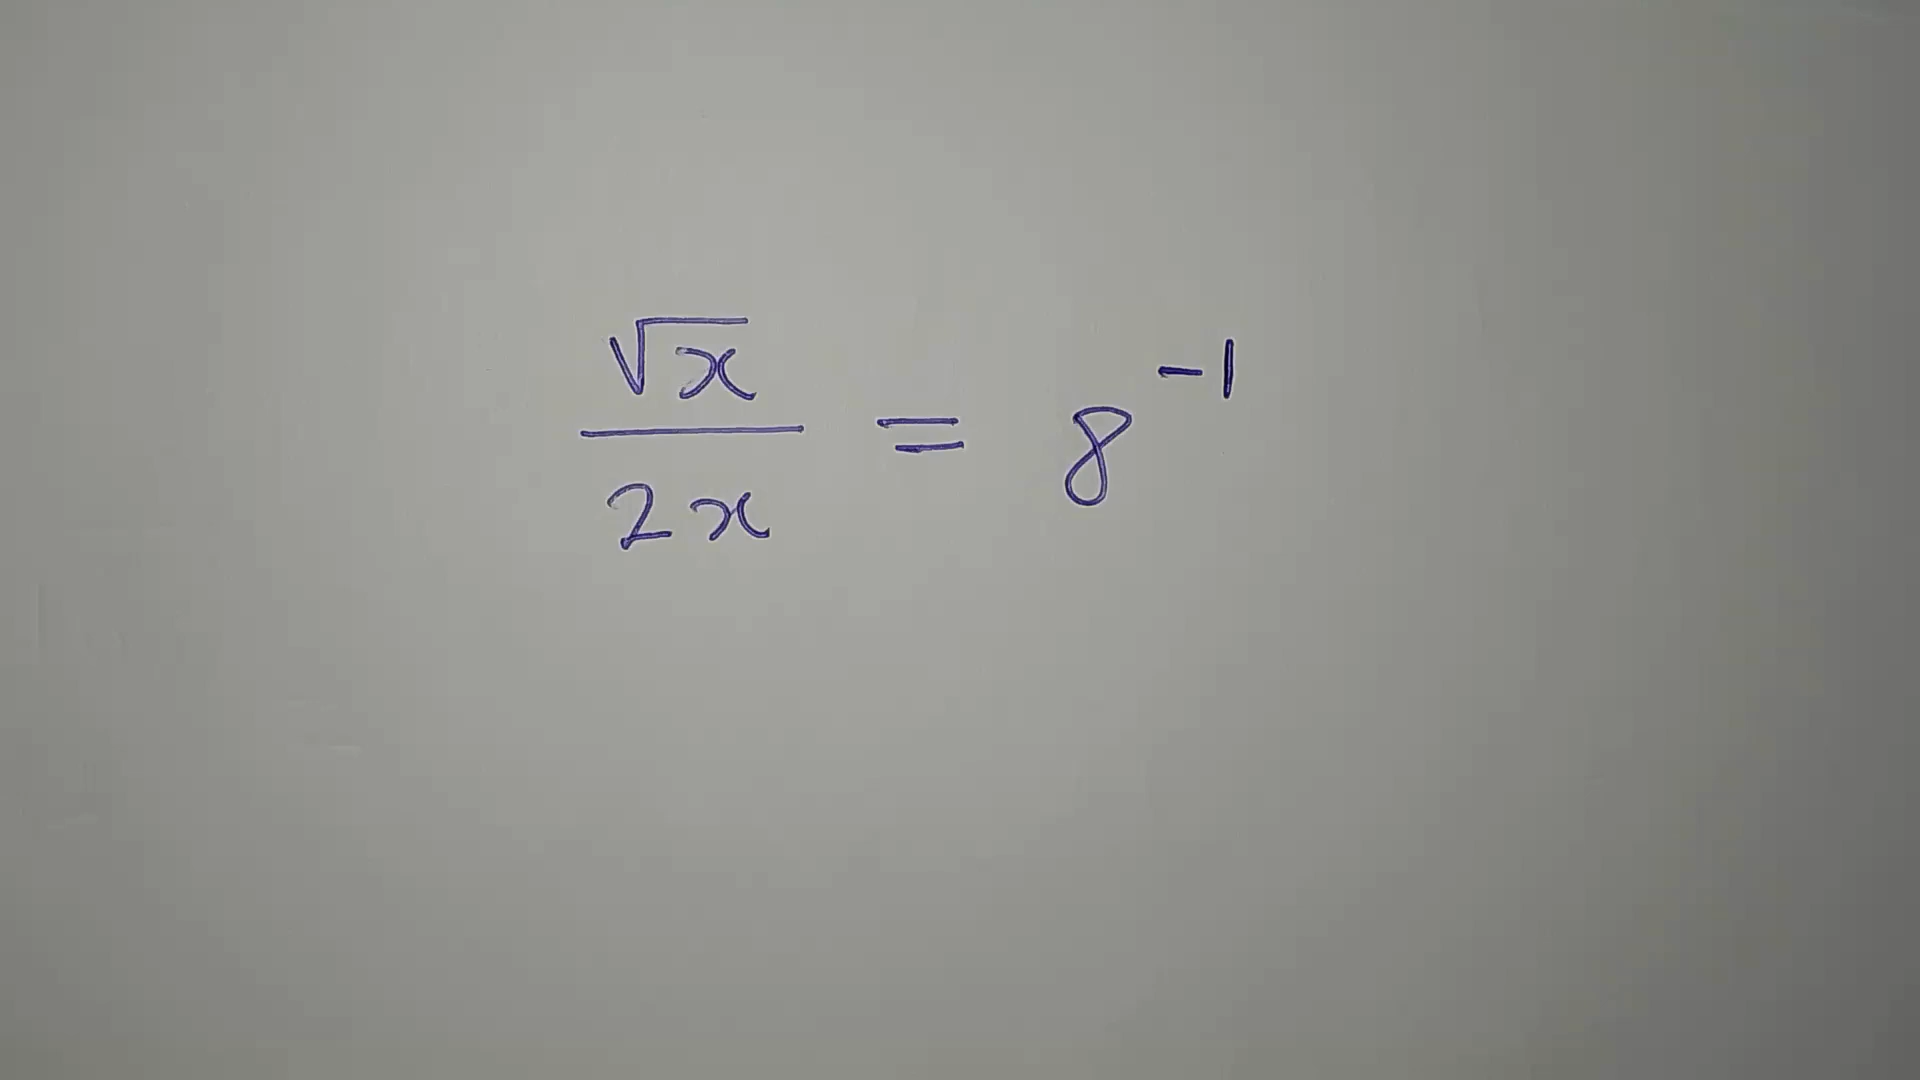 √x / 2x = 8^-1